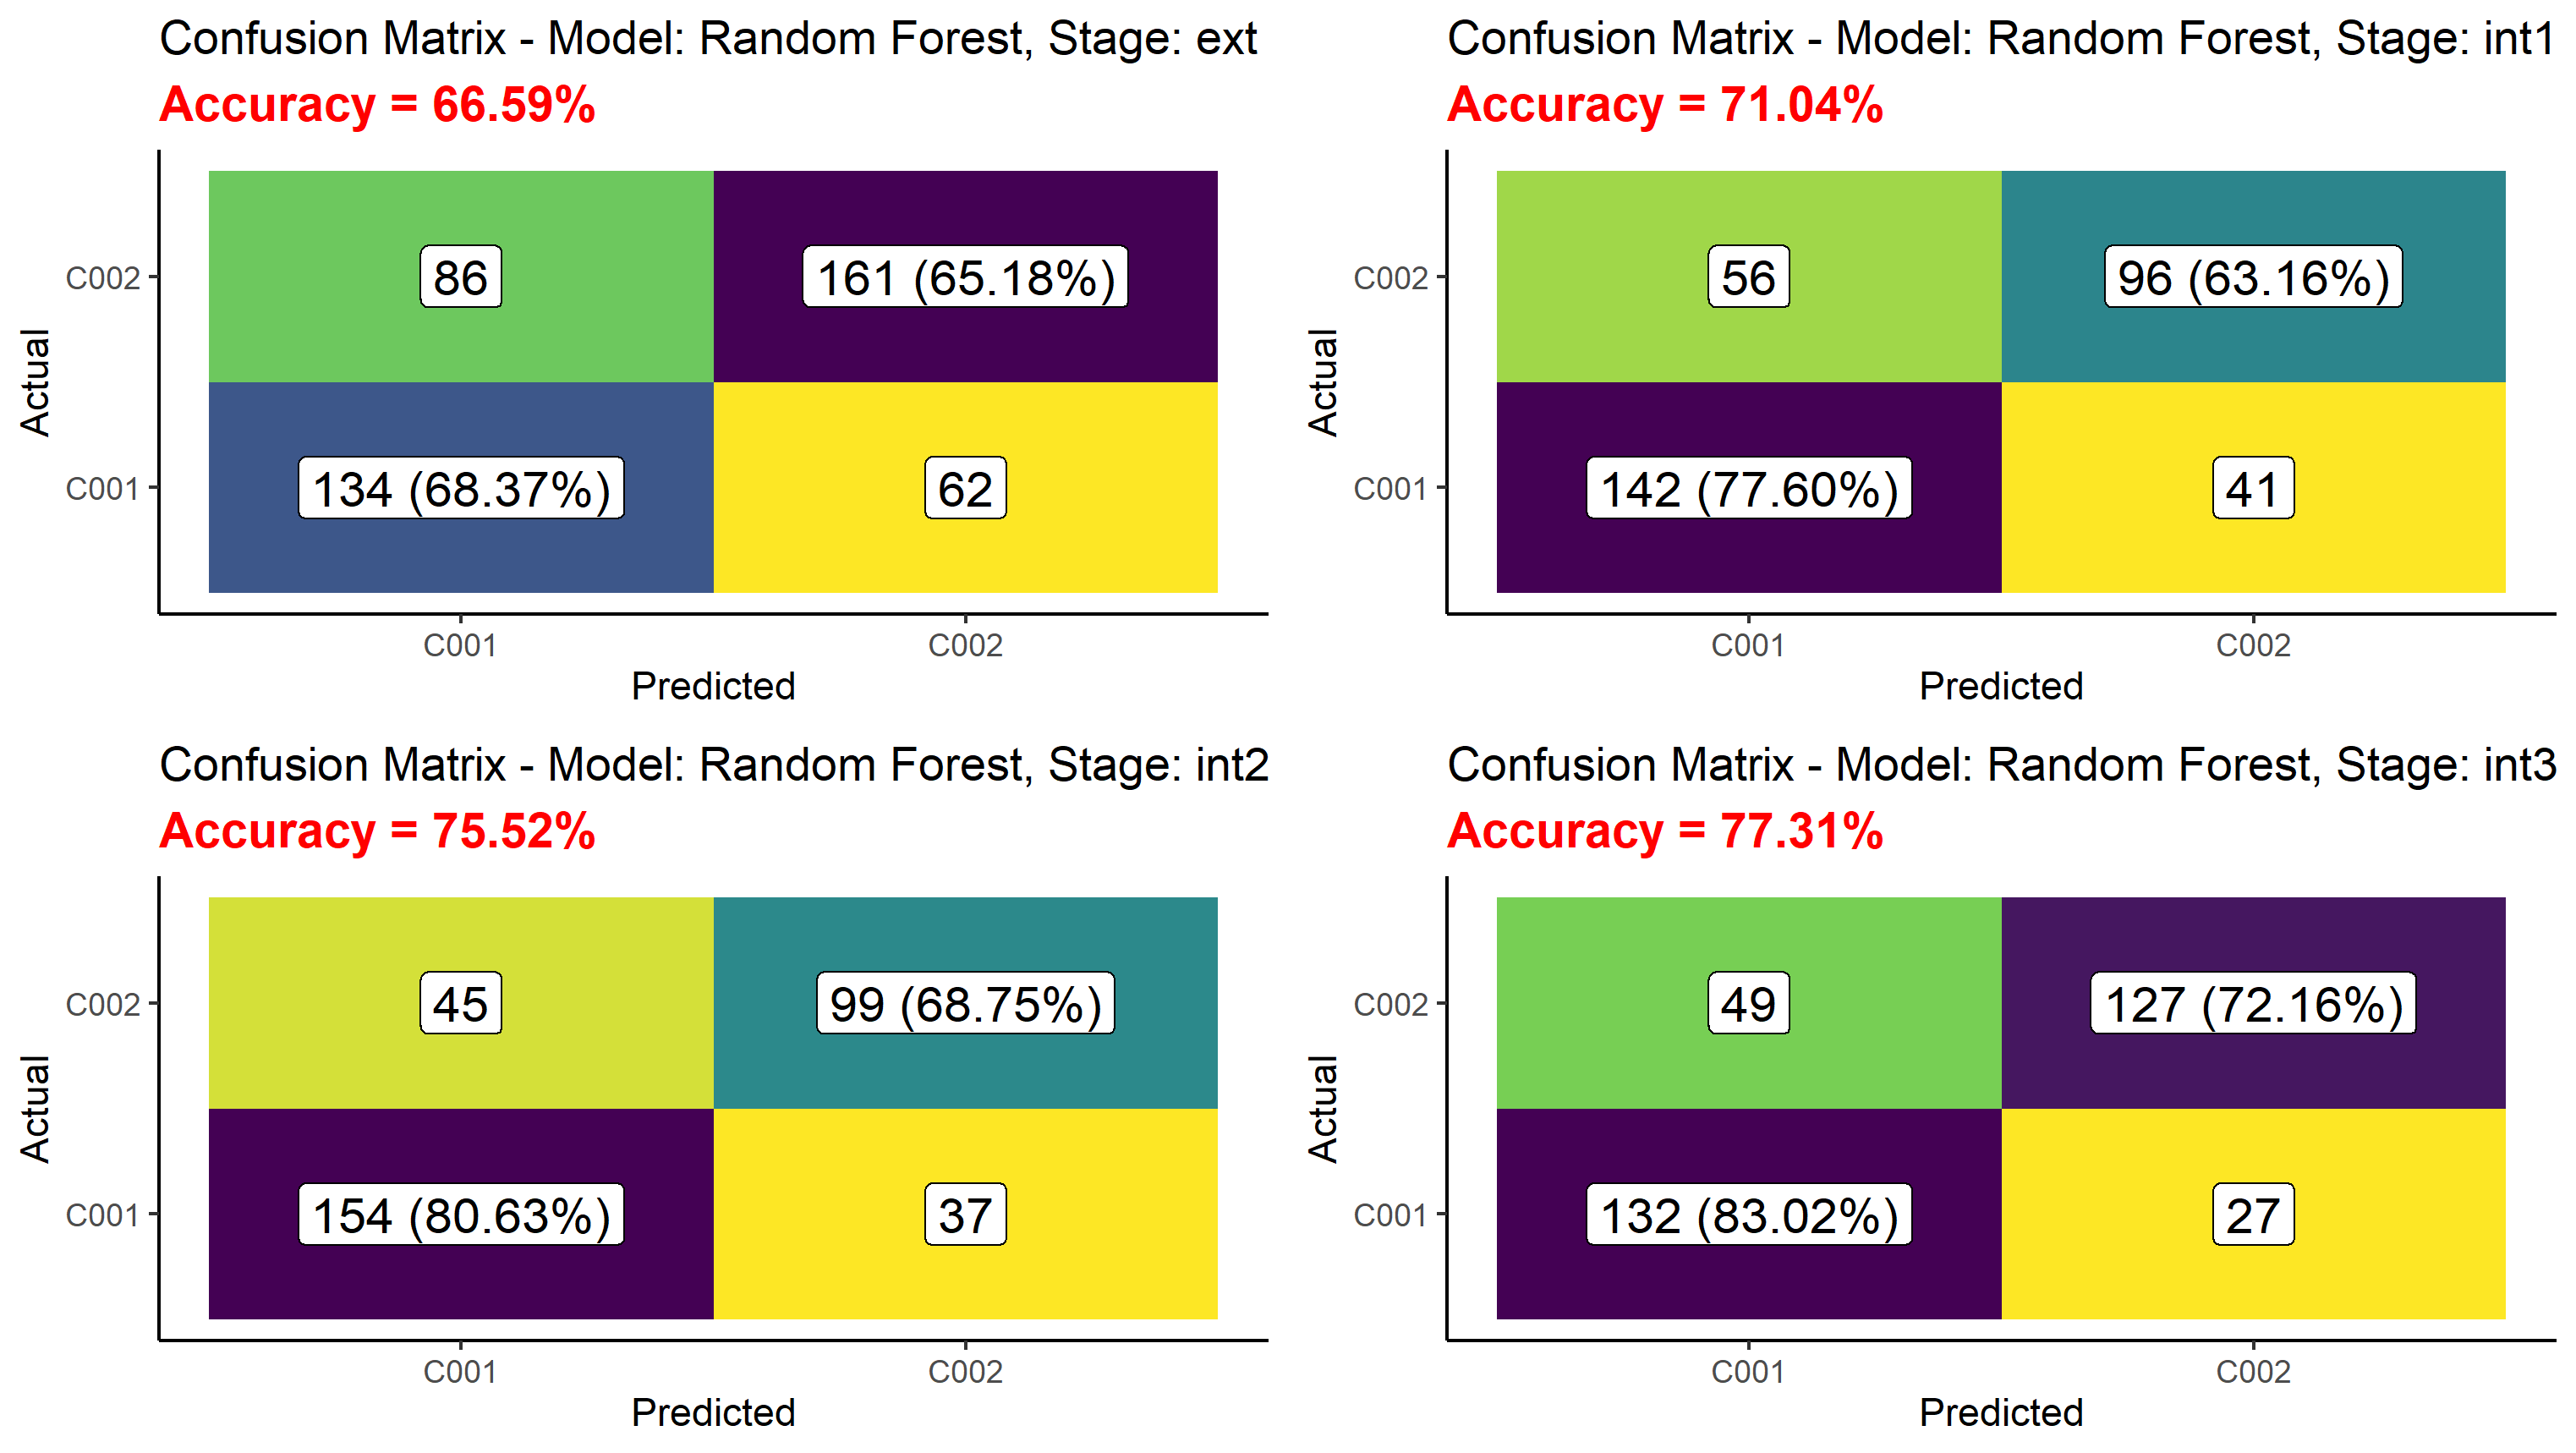 Confusion Matrix - Model: Random Forest, Stage: ext
Accuracy = 66.59%
Actual
C002
86
161 (65.18%)
C001
134 (68.37%)
62
C001
C002
Predicted
Confusion Matrix - Model: Random Forest, Stage: int1
Accuracy = 71.04%
Actual
C002
56
96 (63.16%)
C001
142 (77.60%)
41
C001
C002
Predicted
Confusion Matrix - Model: Random Forest, Stage: int2
Accuracy = 75.52%
Actual
C002
45
99 (68.75%)
C001
154 (80.63%)
37
C001
C002
Predicted
Confusion Matrix - Model: Random Forest, Stage: int3
Accuracy = 77.31%
Actual
C002
49
127 (72.16%)
C001
132 (83.02%)
27
C001
C002
Predicted